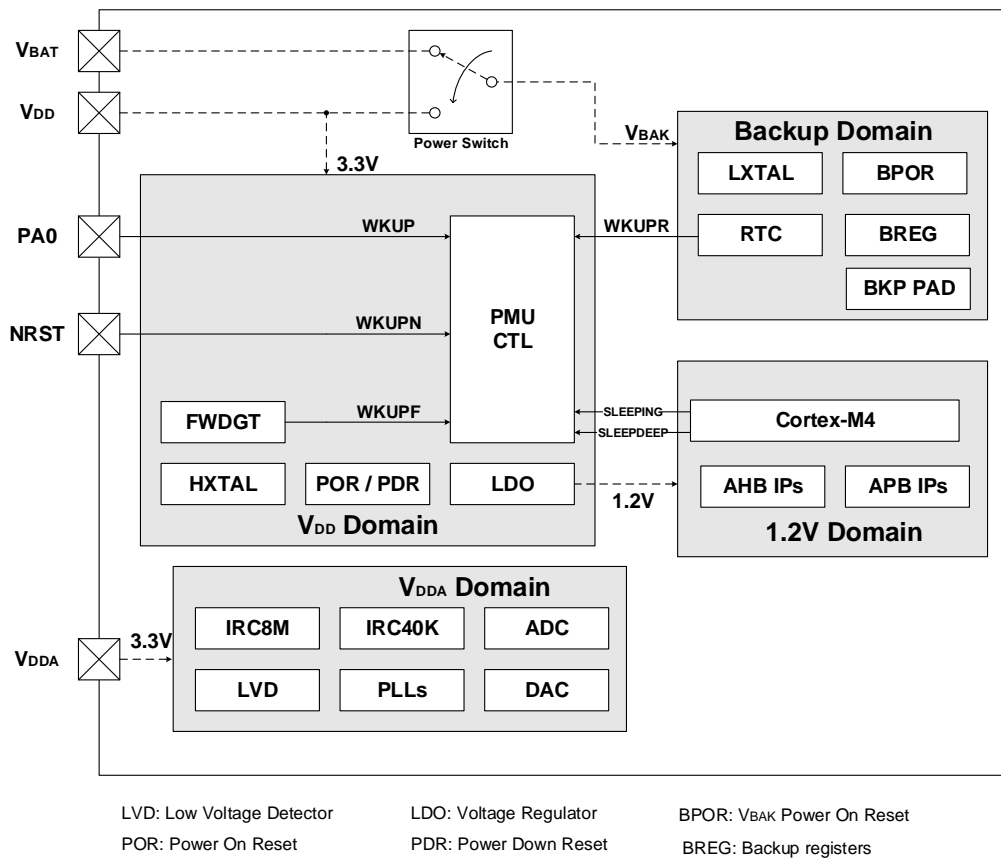 VBAT
VDD
Power Switch
3.3V
VBAK
Backup Domain
LXTAL
BPOR
RTC
BREG
BKP PAD
PA0
WKUP
WKUPR
NRST
WKUPN
PMU
CTL
FWDGT
WKUPF
SLEEPING
SLEEPDEEP
Cortex-M4
HXTAL
POR / PDR
LDO
1.2V
AHB IPs
APB IPs
VDD Domain
1.2V Domain
VDDA Domain
VDDA
3.3V
IRC8M
IRC40K
ADC
LVD
PLLs
DAC
LVD: Low Voltage Detector
LDO: Voltage Regulator
BPOR: VBAK Power On Reset
POR: Power On Reset
PDR: Power Down Reset
BREG: Backup registers